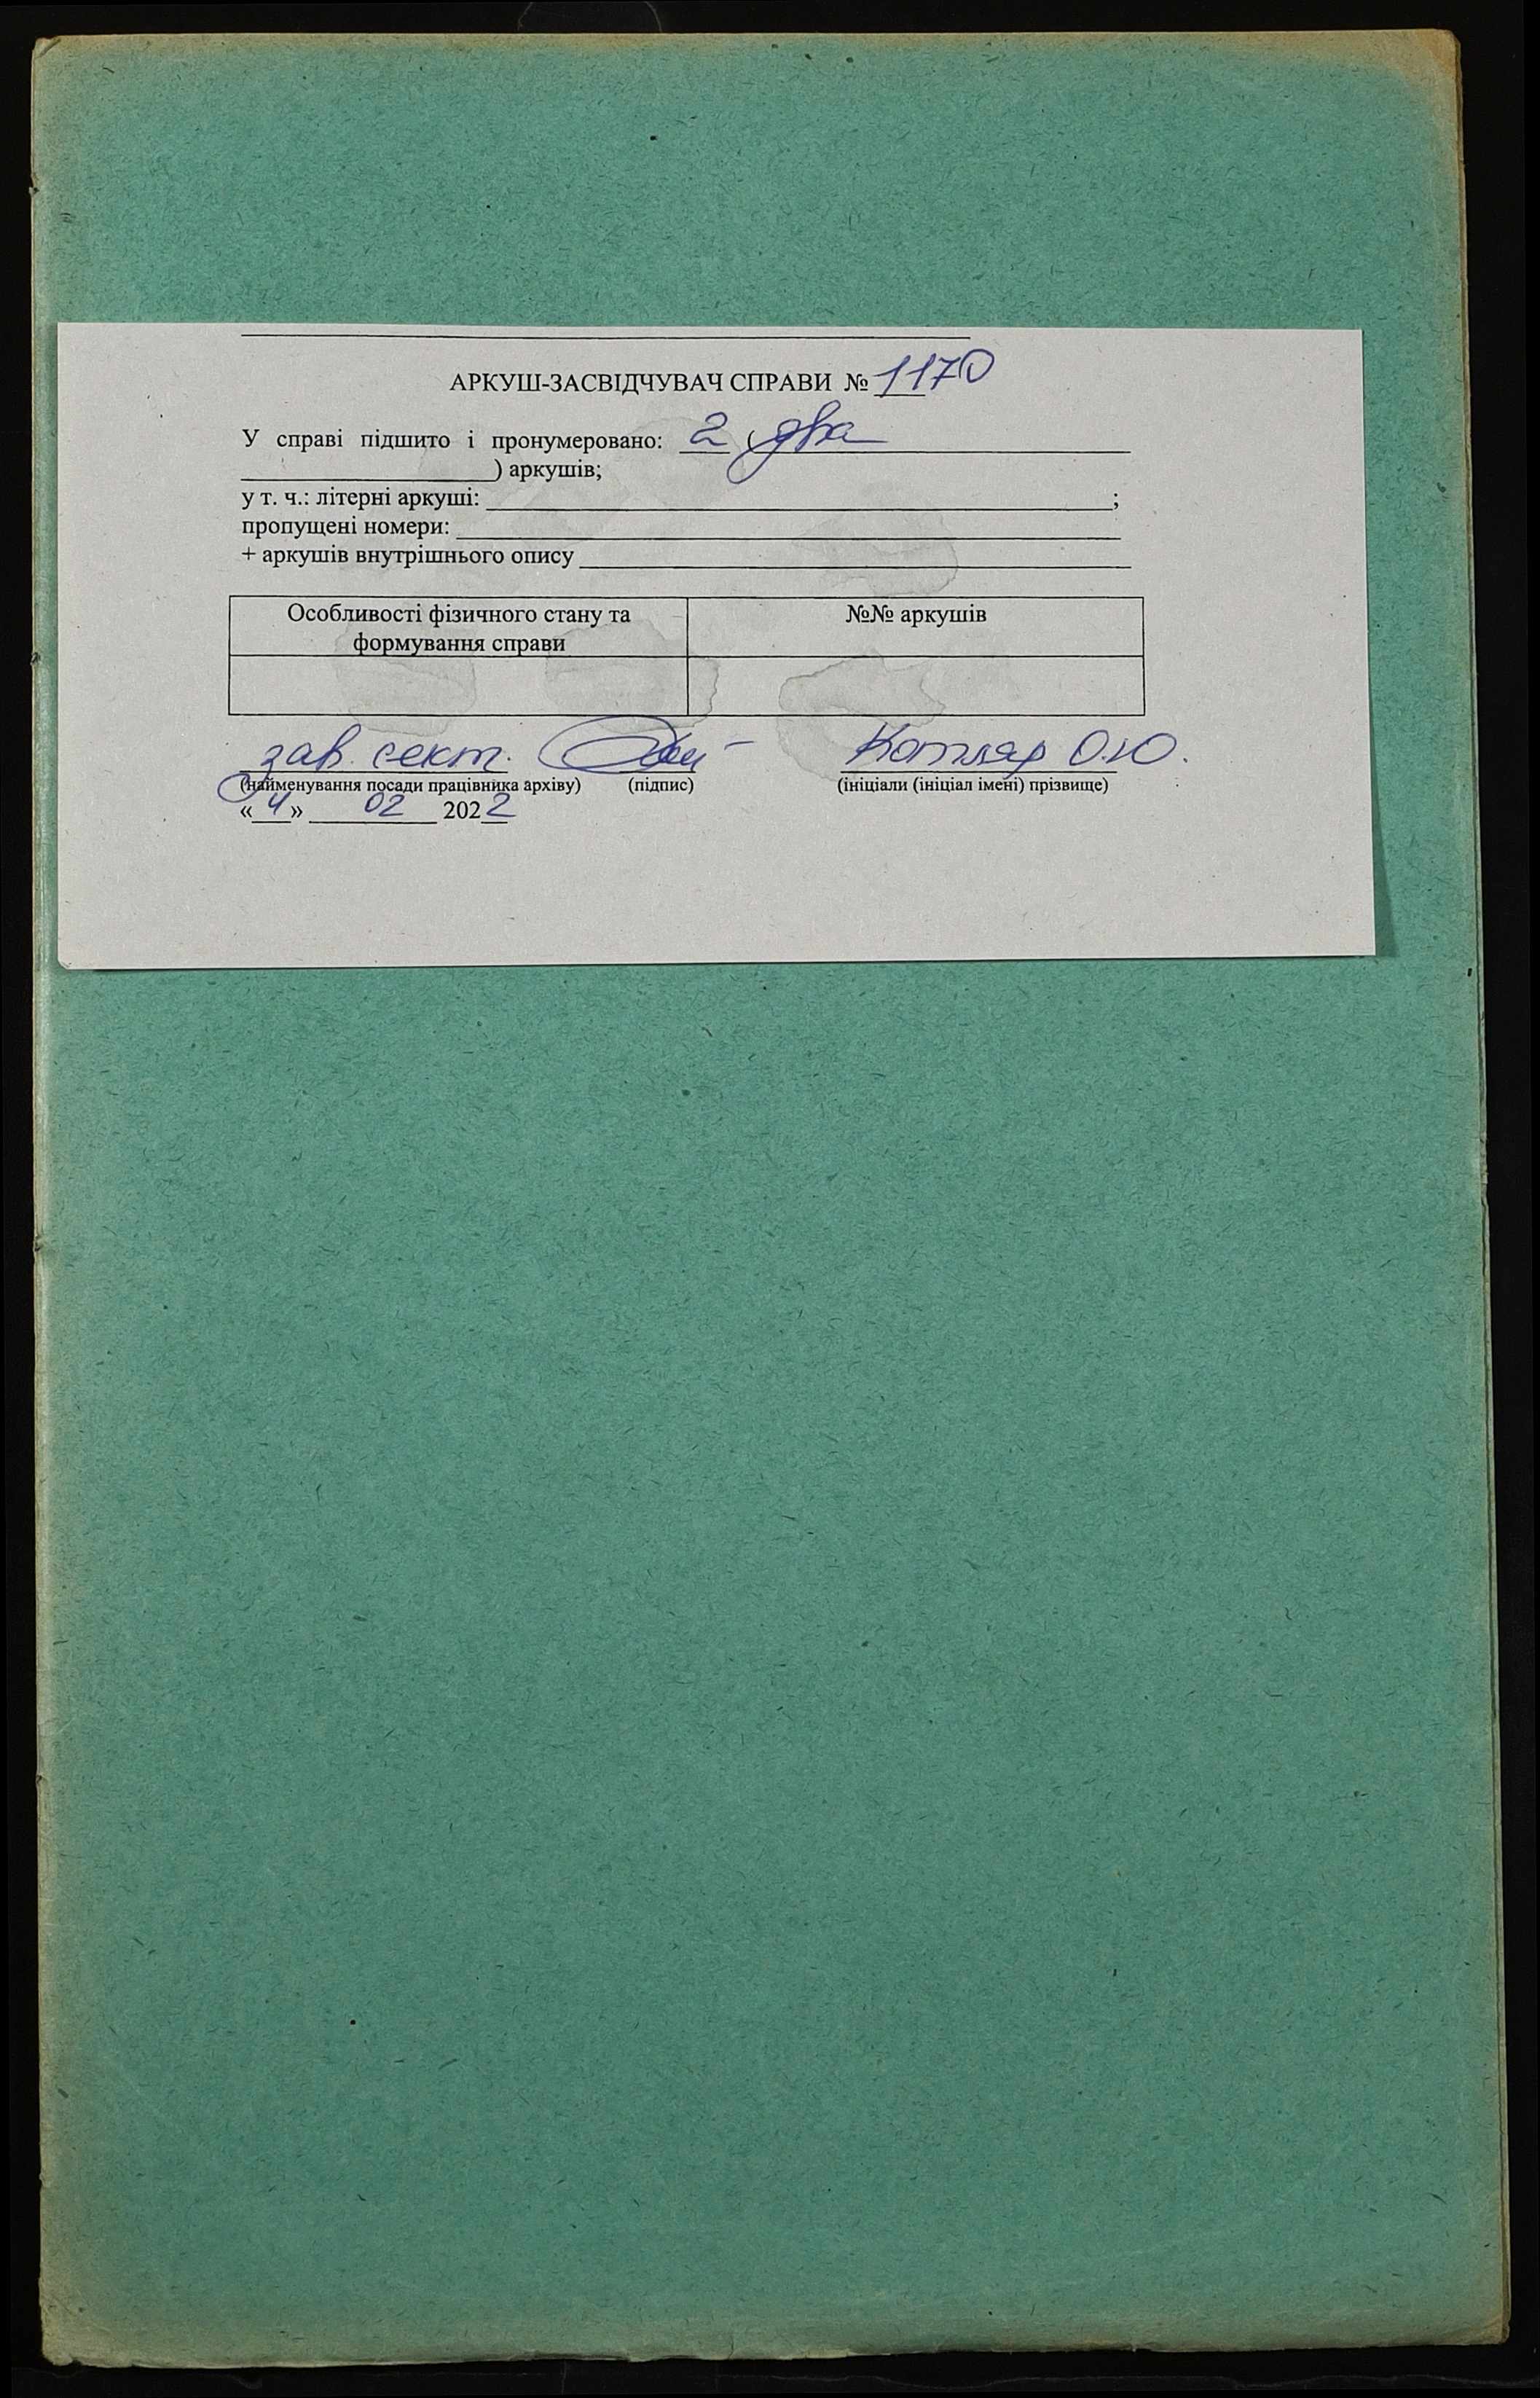 АРКУШ-ЗАСВІДЧУВАЧ СПРАВИ № 1170
У справі підшито і пронумеровано: 2 (два
) аркушів;
у т. ч.: літерні аркуші: ;
пропущені номери:
+ аркушів внутрішнього опису
Особливості фізичного стану та формування справи
№№ аркушів
зав. сект. Котляр О.Ю.
(найменування посади працівника архіву) (підпис) (ініціали (ініціал імені) прізвище)
«4» 02 2022